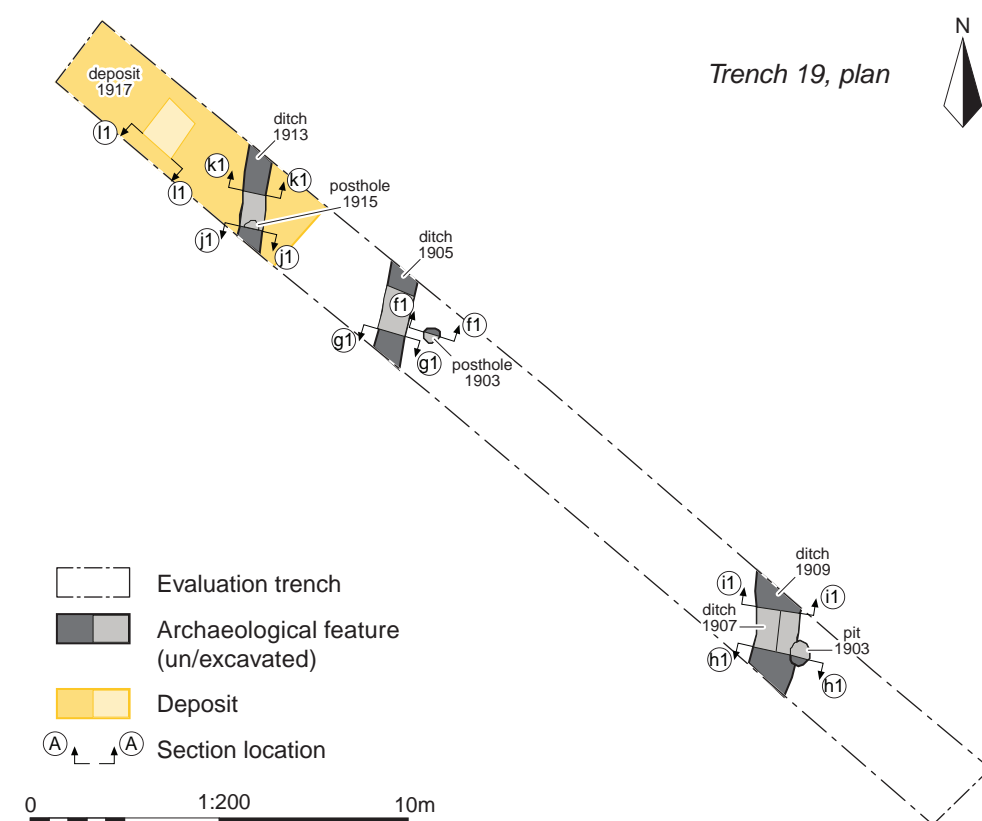 N
Trench 19, plan
deposit
1917
ditch
1913
l1
k1
k1
l1
posthole
1915
j1
j1
ditch
1905
f1
f1
g1
g1
posthole
1903
ditch
1909
i1
i1
ditch
1907
pit
1903
h1
h1
Evaluation trench
Archaeological feature
(un/excavated)
Deposit
A A
Section location
0 1:200 10m